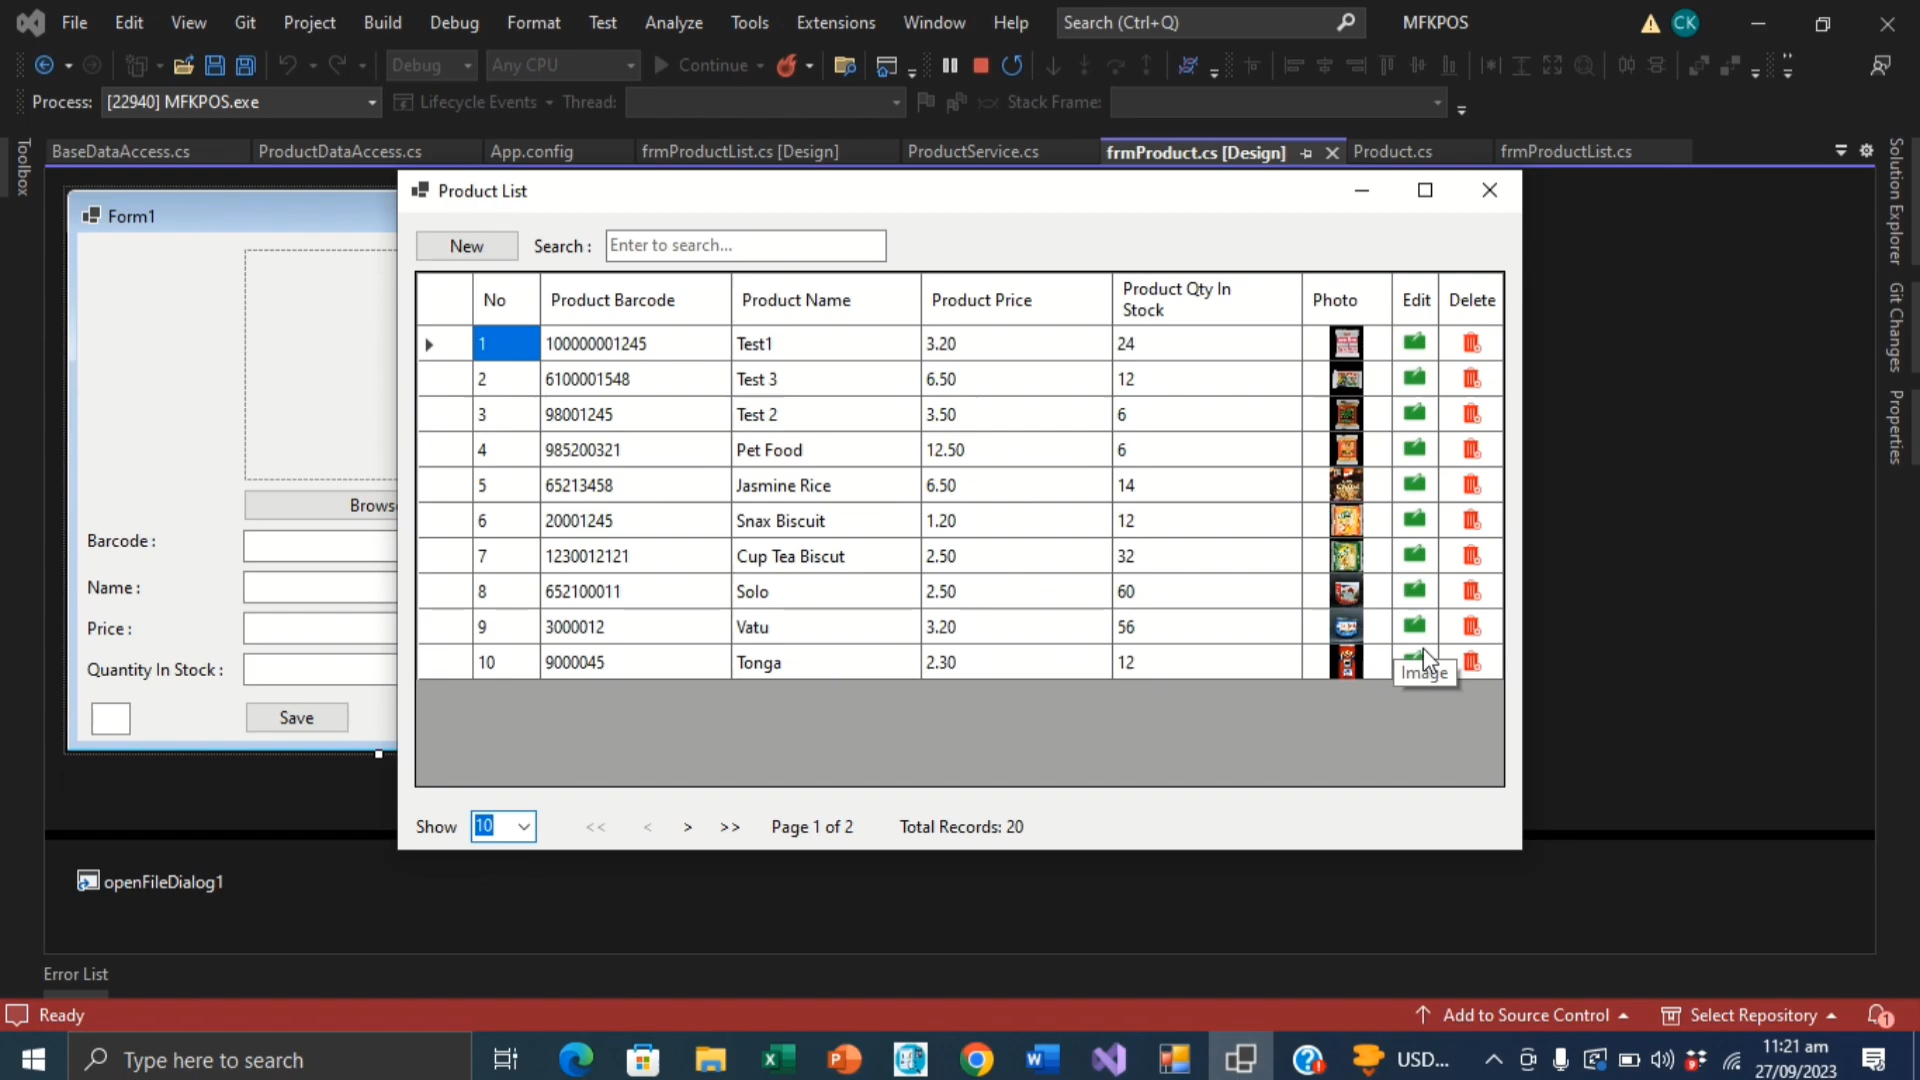 File Edit View Git Project Build Debug Format Test Analyze Tools Extensions Window Help Search (Ctrl+Q) MFKPOS CK
Debug Any CPU Continue
Process: [22940] MFKPOS.exe Lifecycle Events Thread: Stack Frame:
BaseDataAccess.cs ProductDataAccess.cs App.config frmProductList.cs [Design] ProductService.cs frmProduct.cs [Design] Product.cs frmProductList.cs
Toolbox
Solution Explorer
Git Changes
Properties
Form1
Brows
Barcode :
Name :
Price :
Quantity In Stock :
Save
Product List
New Search : Enter to search...
No Product Barcode Product Name Product Price Product Qty In Stock Photo Edit Delete
1 100000001245 Test1 3.20 24
2 6100001548 Test 3 6.50 12
3 98001245 Test 2 3.50 6
4 985200321 Pet Food 12.50 6
5 65213458 Jasmine Rice 6.50 14
6 20001245 Snax Biscuit 1.20 12
7 1230012121 Cup Tea Biscut 2.50 32
8 652100011 Solo 2.50 60
9 3000012 Vatu 3.20 56
10 9000045 Tonga 2.30 12
Image
Show 10 << < > >> Page 1 of 2 Total Records: 20
openFileDialog1
Error List
Ready Add to Source Control Select Repository 1
Type here to search USD... 11:21 am
27/09/2023